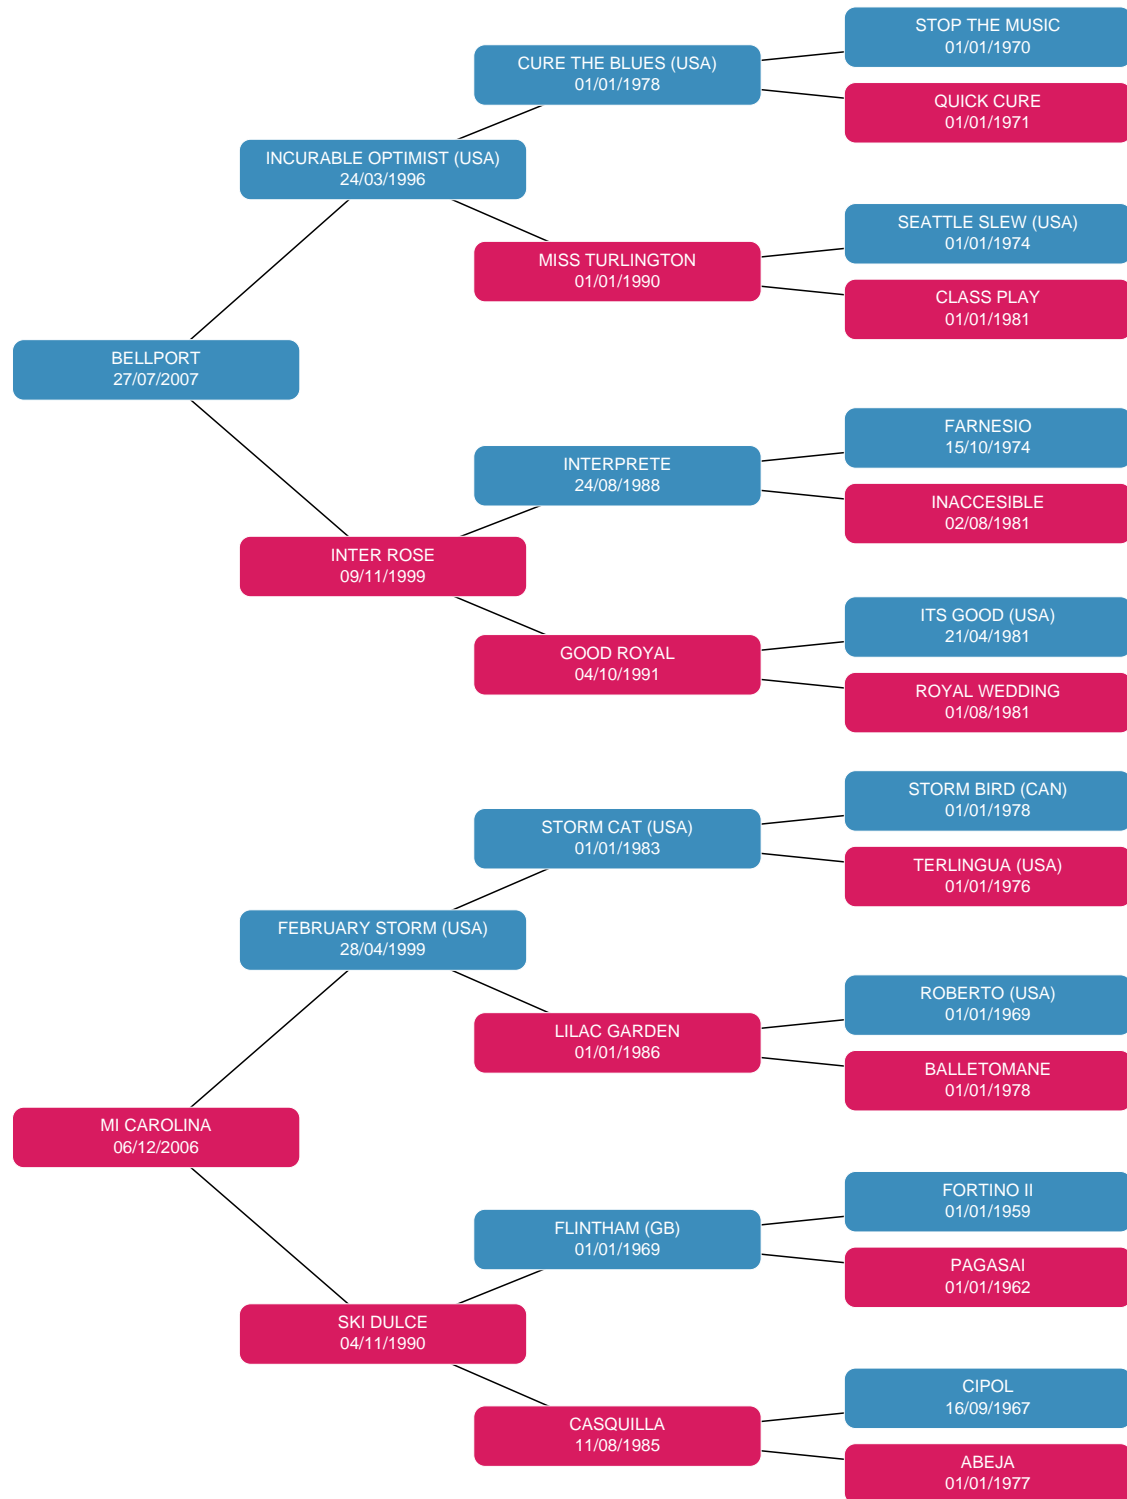 STOP THE MUSIC
01/01/1970
CURE THE BLUES (USA)
01/01/1978
QUICK CURE
01/01/1971
INCURABLE OPTIMIST (USA)
24/03/1996
SEATTLE SLEW (USA)
01/01/1974
MISS TURLINGTON
01/01/1990
CLASS PLAY
01/01/1981
BELLPORT
27/07/2007
FARNESIO
15/10/1974
INTERPRETE
24/08/1988
INACCESIBLE
02/08/1981
INTER ROSE
09/11/1999
ITS GOOD (USA)
21/04/1981
GOOD ROYAL
04/10/1991
ROYAL WEDDING
01/08/1981
STORM BIRD (CAN)
01/01/1978
STORM CAT (USA)
01/01/1983
TERLINGUA (USA)
01/01/1976
FEBRUARY STORM (USA)
28/04/1999
ROBERTO (USA)
01/01/1969
LILAC GARDEN
01/01/1986
BALLETOMANE
01/01/1978
MI CAROLINA
06/12/2006
FORTINO II
01/01/1959
FLINTHAM (GB)
01/01/1969
PAGASAI
01/01/1962
SKI DULCE
04/11/1990
CIPOL
16/09/1967
CASQUILLA
11/08/1985
ABEJA
01/01/1977